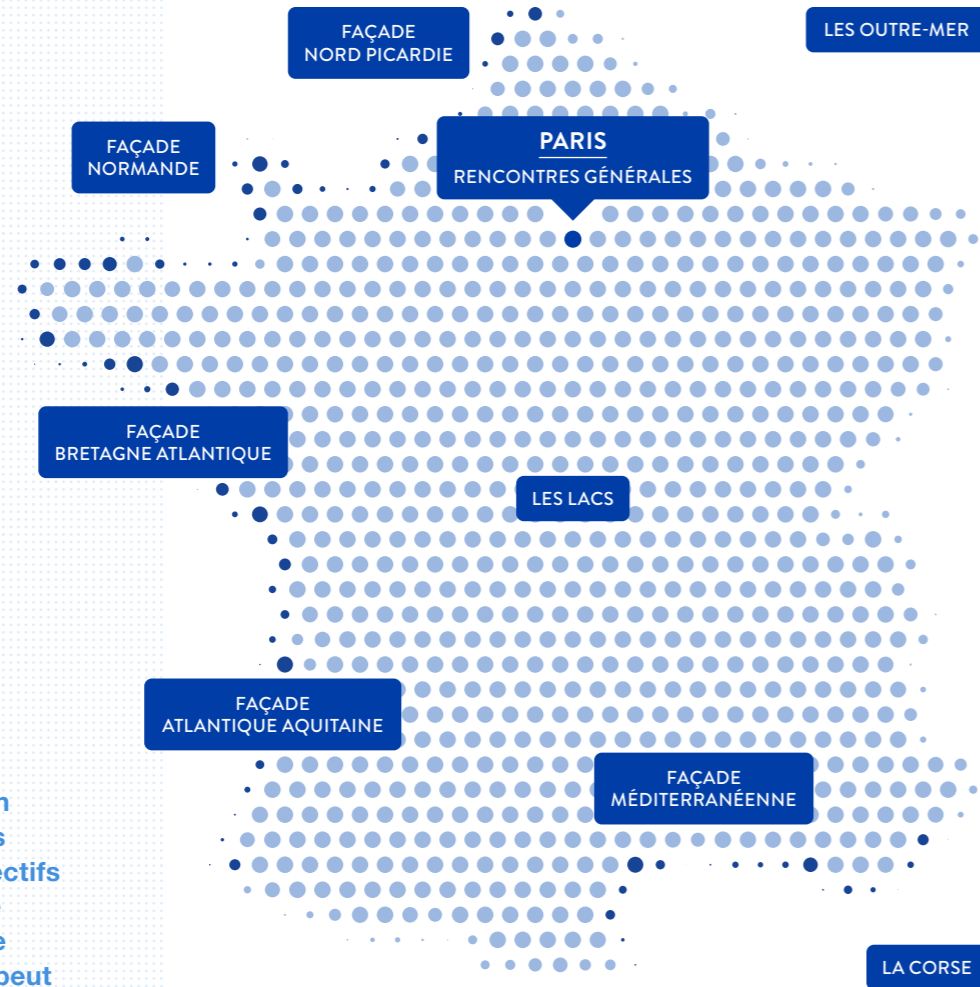 FAÇADE
NORD PICARDIE
LES OUTRE-MER
FAÇADE
NORMANDE
PARIS
RENCONTRES GÉNÉRALES
FAÇADE
BRETAGNE ATLANTIQUE
LES LACS
FAÇADE
ATLANTIQUE AQUITAINE
FAÇADE
MÉDITERRANÉENNE
LA CORSE
peut